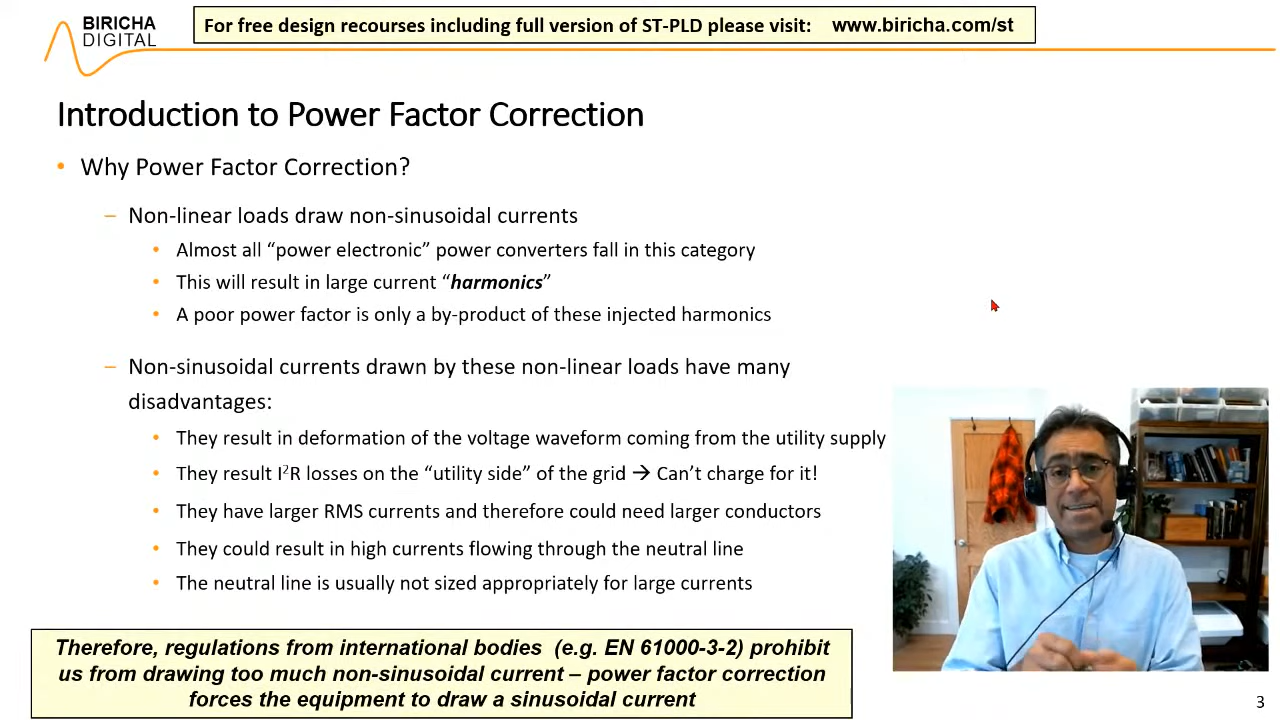 BIRICHA
DIGITAL
For free design recourses including full version of ST-PLD please visit: www.biricha.com/st
Introduction to Power Factor Correction
• Why Power Factor Correction?
– Non-linear loads draw non-sinusoidal currents
• Almost all “power electronic” power converters fall in this category
• This will result in large current “harmonics”
• A poor power factor is only a by-product of these injected harmonics
– Non-sinusoidal currents drawn by these non-linear loads have many
disadvantages:
• They result in deformation of the voltage waveform coming from the utility supply
• They result I²R losses on the “utility side” of the grid → Can’t charge for it!
• They have larger RMS currents and therefore could need larger conductors
• They could result in high currents flowing through the neutral line
• The neutral line is usually not sized appropriately for large currents
Therefore, regulations from international bodies (e.g. EN 61000-3-2) prohibit
us from drawing too much non-sinusoidal current – power factor correction
forces the equipment to draw a sinusoidal current
3